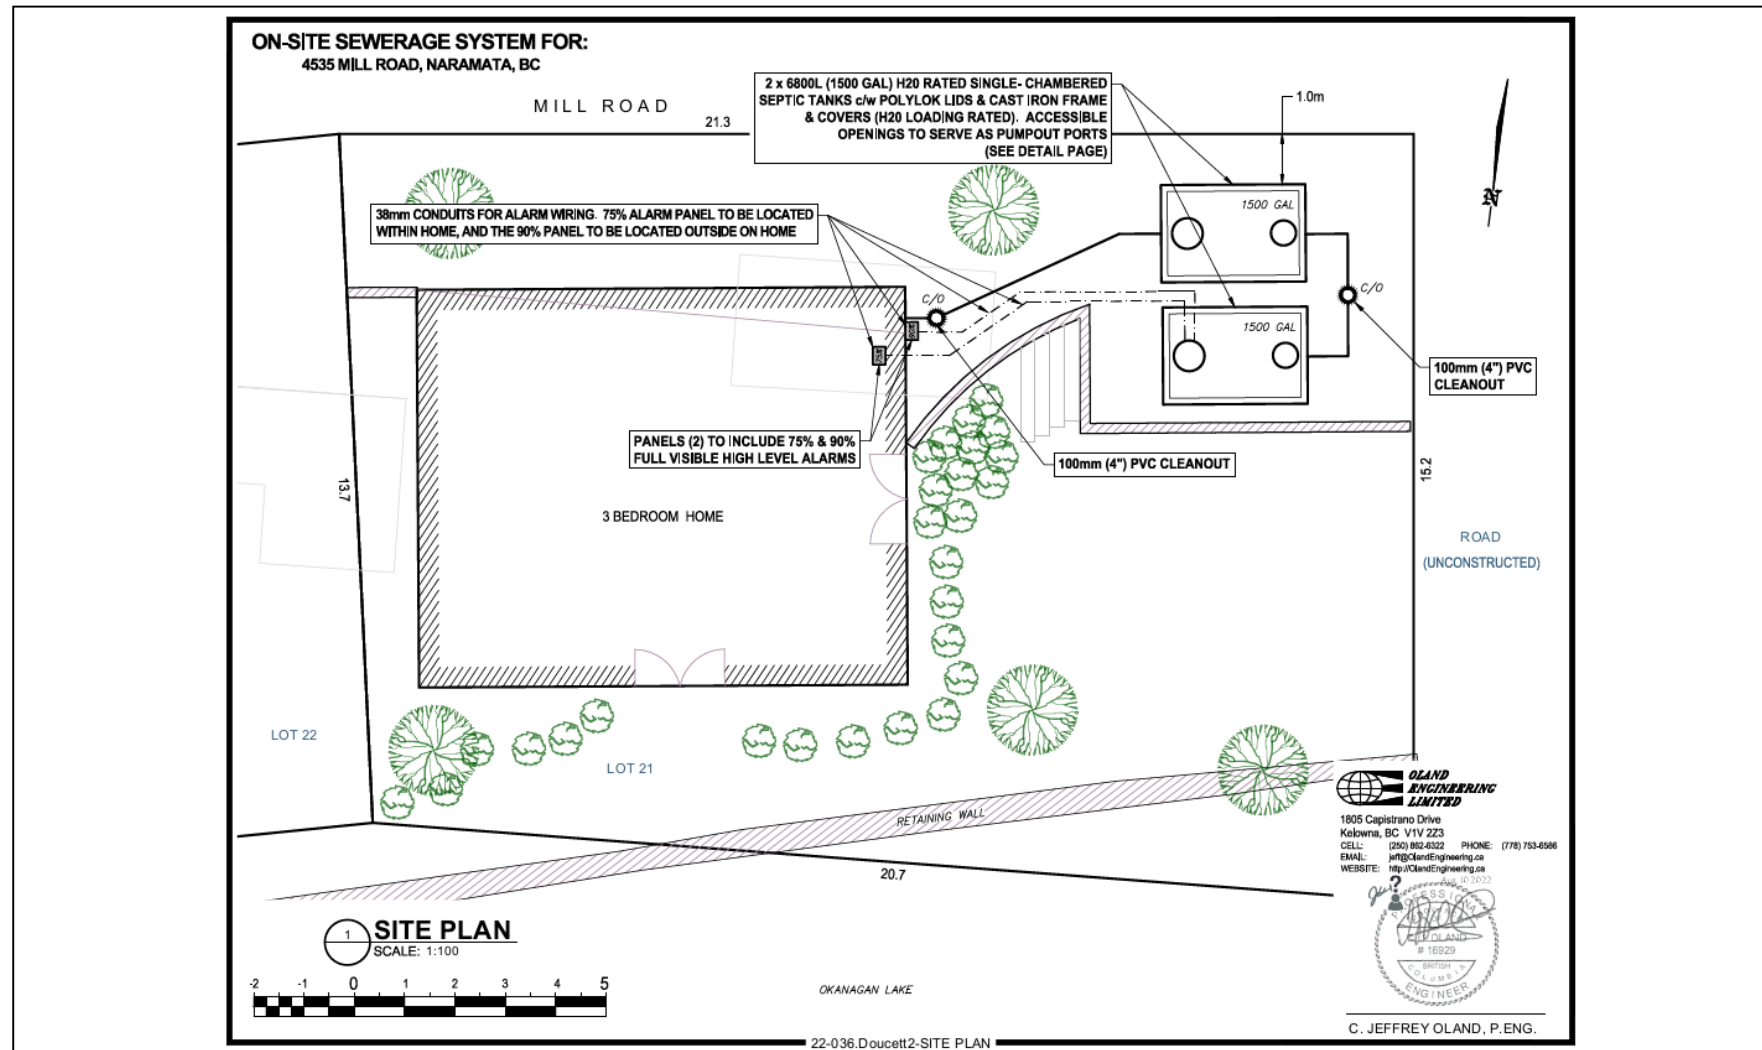 ON-SITE SEWERAGE SYSTEM FOR:
4535 MILL ROAD, NARAMATA, BC
MILL ROAD
21.3
2 x 6800L (1500 GAL) H20 RATED SINGLE- CHAMBERED
SEPTIC TANKS c/w POLYLOK LIDS & CAST IRON FRAME
& COVERS (H20 LOADING RATED). ACCESSIBLE
OPENINGS TO SERVE AS PUMPOUT PORTS
(SEE DETAIL PAGE)
1.0m
N
38mm CONDUITS FOR ALARM WIRING. 75% ALARM PANEL TO BE LOCATED
WITHIN HOME, AND THE 90% PANEL TO BE LOCATED OUTSIDE ON HOME
1500 GAL
C/O
C/O
1500 GAL
90%
75%
100mm (4") PVC
CLEANOUT
PANELS (2) TO INCLUDE 75% & 90%
FULL VISIBLE HIGH LEVEL ALARMS
100mm (4") PVC CLEANOUT
13.7
15.2
3 BEDROOM HOME
ROAD
(UNCONSTRUCTED)
LOT 22
LOT 21
RETAINING WALL
20.7
OLAND
ENGINEERING
LIMITED
1805 Capistrano Drive
Kelowna, BC V1V 2Z3
CELL: (250) 862-6322 PHONE: (778) 753-6586
EMAIL: jeff@OlandEngineering.ca
WEBSITE: http://OlandEngineering.ca
Aug 10 2022
?
PROFESSIONAL
OLAND
# 16929
BRITISH
COLUMBIA
ENGINEER
C. JEFFREY OLAND, P.ENG.
1
SITE PLAN
SCALE: 1:100
-2 -1 0 1 2 3 4 5
OKANAGAN LAKE
22-036.Doucett2-SITE PLAN